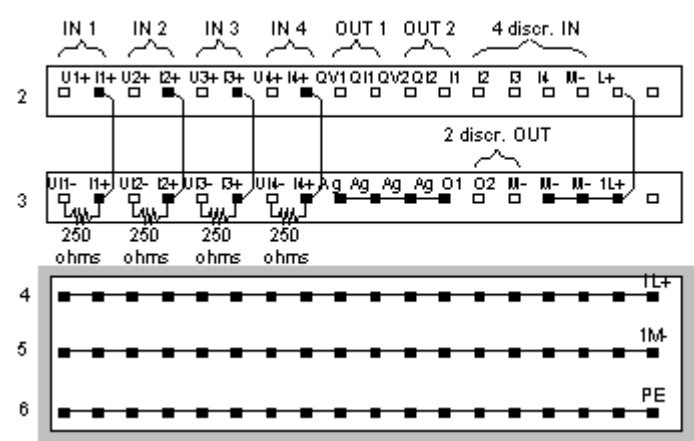 IN 1 IN 2 IN 3 IN 4 OUT 1 OUT 2 4 discr. IN
U1+ I1+ U2+ I2+ U3+ I3+ U4+ I4+ QV1 QI1 QV2 QI2 I1 I2 I3 I4 M- L+
2
2 discr. OUT
UI1- I1+ UI2- I2+ UI3- I3+ UI4- I4+ Ag Ag Ag Ag O1 O2 M- M- M- 1L+
3
250 250 250 250
ohms ohms ohms ohms
4 1L+
5 1M-
6 PE